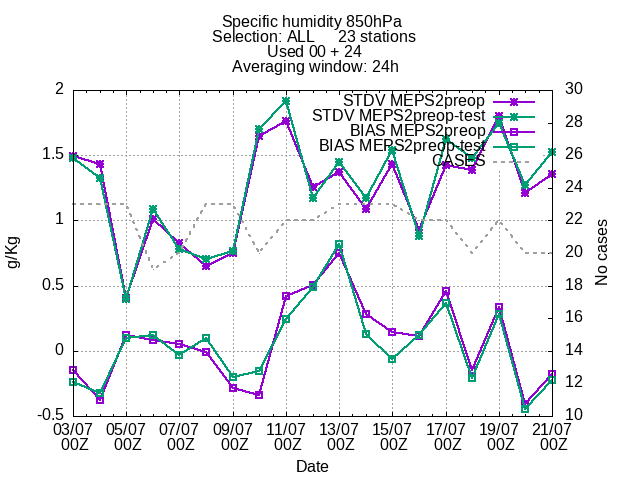 Specific humidity 850hPa
Selection: ALL 23 stations
Used 00 + 24
Averaging window: 24h
2
1.5
1
0.5
0
-0.5
g/Kg
30
28
26
24
22
20
18
16
14
12
10
No cases
STDV MEPS2preop
STDV MEPS2preop-test
BIAS MEPS2preop
BIAS MEPS2preop-test
CASES
03/07 05/07 07/07 09/07 11/07 13/07 15/07 17/07 19/07 21/07
00Z 00Z 00Z 00Z 00Z 00Z 00Z 00Z 00Z 00Z
Date